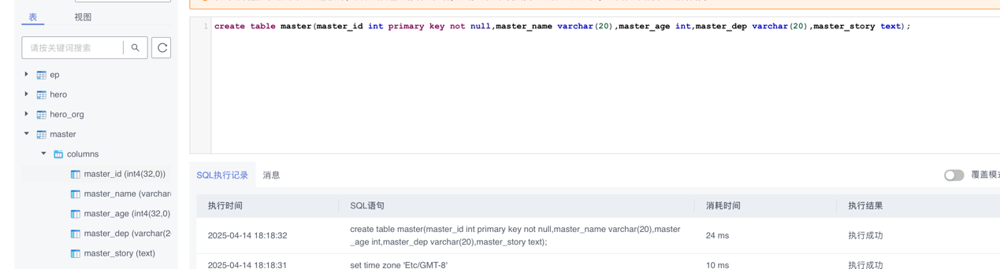 表 视图
请按关键词搜索
ep
hero
hero_org
master
columns
master_id (int4(32,0))
master_name (varchar(
master_age (int4(32,0)
master_dep (varchar(2
master_story (text)
1 create table master(master_id int primary key not null,master_name varchar(20),master_age int,master_dep varchar(20),master_story text);
SQL执行记录 消息 覆盖模式
执行时间 SQL语句 消耗时间 执行结果
2025-04-14 18:18:32 create table master(master_id int primary key not null,master_name varchar(20),master 24 ms 执行成功
_age int,master_dep varchar(20),master_story text);
2025-04-14 18:18:31 set time zone 'Etc/GMT-8' 10 ms 执行成功